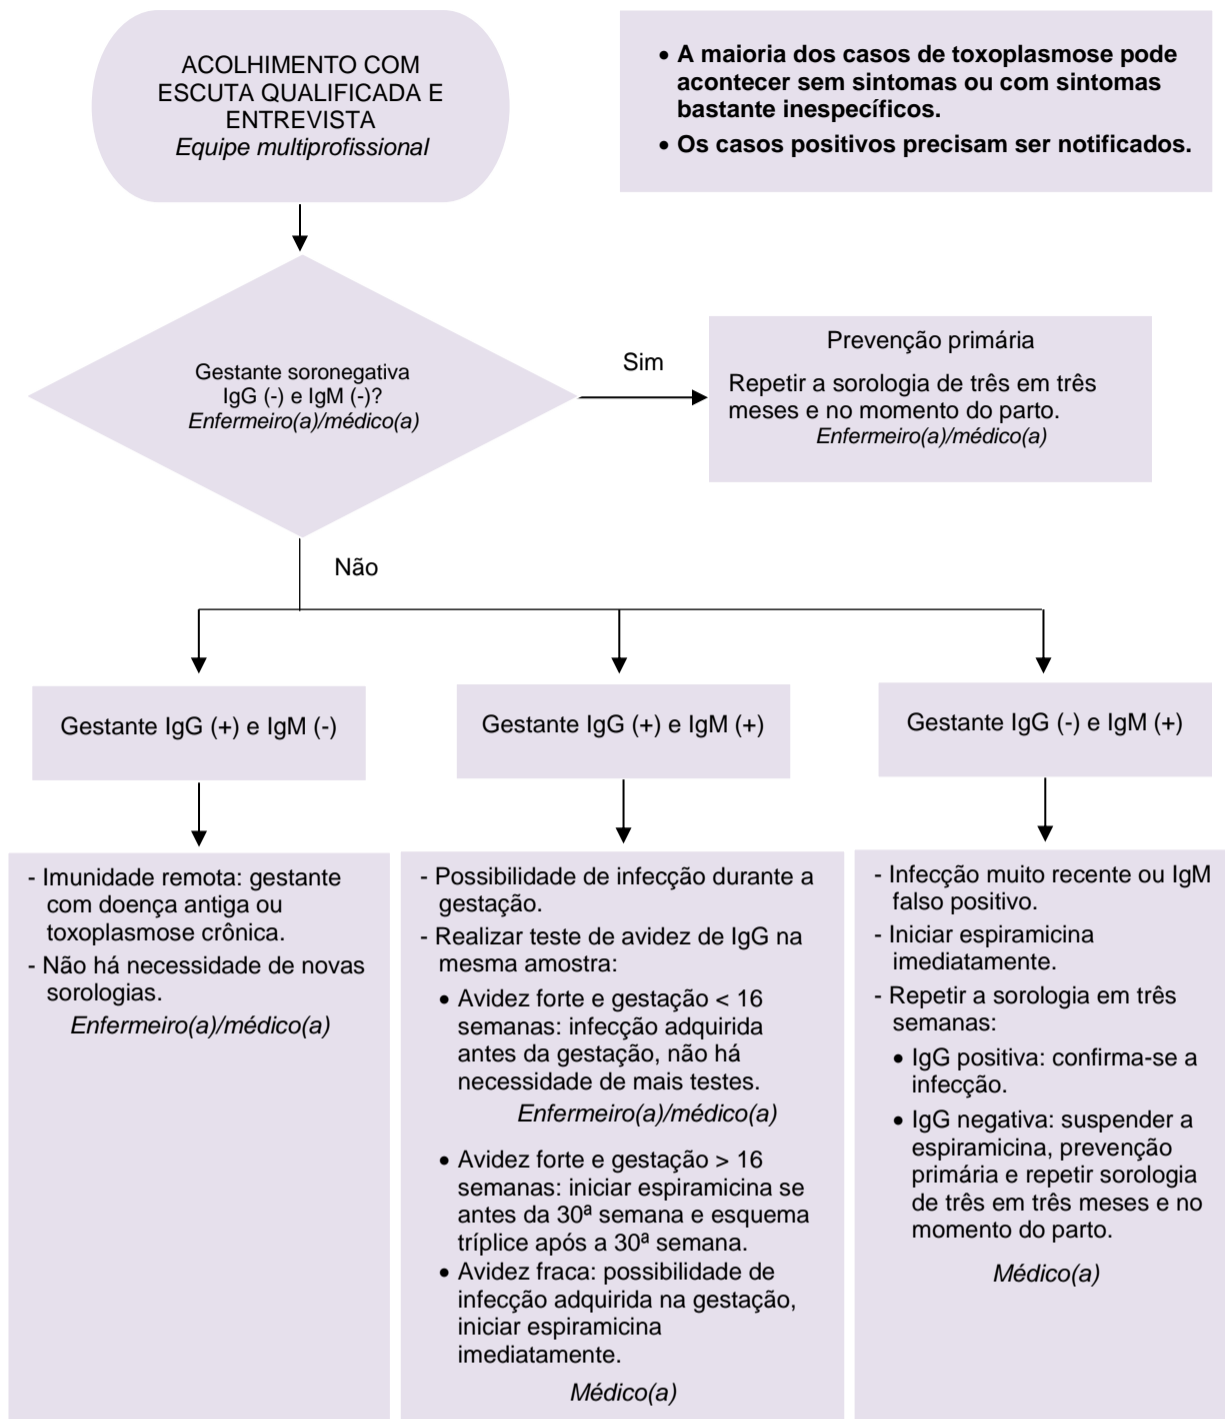 ACOLHIMENTO COM
ESCUTA QUALIFICADA E
ENTREVISTA
Equipe multiprofissional
• A maioria dos casos de toxoplasmose pode
acontecer sem sintomas ou com sintomas
bastante inespecíficos.
• Os casos positivos precisam ser notificados.
Gestante soronegativa
IgG (-) e IgM (-)?
Enfermeiro(a)/médico(a)
Sim
Prevenção primária
Repetir a sorologia de três em três
meses e no momento do parto.
Enfermeiro(a)/médico(a)
Não
Gestante IgG (+) e IgM (-)
Gestante IgG (+) e IgM (+)
Gestante IgG (-) e IgM (+)
- Imunidade remota: gestante
com doença antiga ou
toxoplasmose crônica.
- Não há necessidade de novas
sorologias.
Enfermeiro(a)/médico(a)
- Possibilidade de infecção durante a
gestação.
- Realizar teste de avidez de IgG na
mesma amostra:
• Avidez forte e gestação < 16
semanas: infecção adquirida
antes da gestação, não há
necessidade de mais testes.
Enfermeiro(a)/médico(a)
• Avidez forte e gestação > 16
semanas: iniciar espiramicina se
antes da 30ª semana e esquema
tríplice após a 30ª semana.
• Avidez fraca: possibilidade de
infecção adquirida na gestação,
iniciar espiramicina
imediatamente.
Médico(a)
- Infecção muito recente ou IgM
falso positivo.
- Iniciar espiramicina
imediatamente.
- Repetir a sorologia em três
semanas:
• IgG positiva: confirma-se a
infecção.
• IgG negativa: suspender a
espiramicina, prevenção
primária e repetir sorologia
de três em três meses e no
momento do parto.
Médico(a)